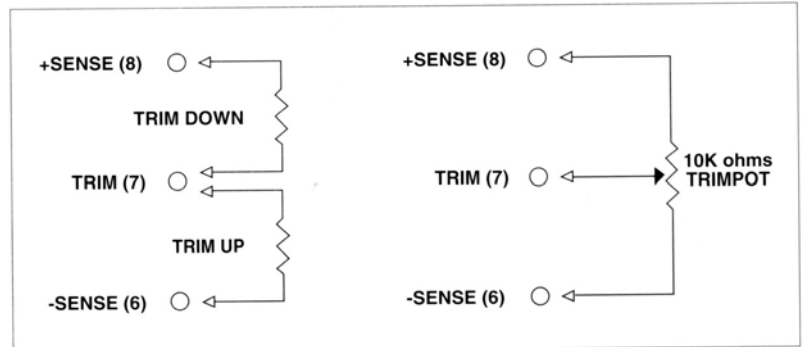 +SENSE (8)
TRIM DOWN
TRIM (7)
TRIM UP
-SENSE (6)
+SENSE (8)
10K ohms
TRIMPOT
TRIM (7)
-SENSE (6)